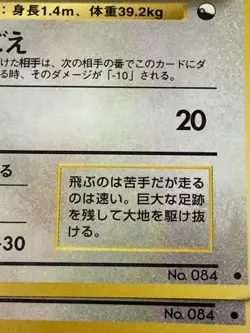 ：身長1.4m、体重39.2kg
ごえ
けた相手は、次の相手の番でこのカードにダ
る時、そのダメージが「-10」される。
20
る
飛ぶのは苦手だが走る
のは速い。巨大な足跡
を残して大地を駆け抜
ける。
-30
No. 084 ●
No. 084 ●